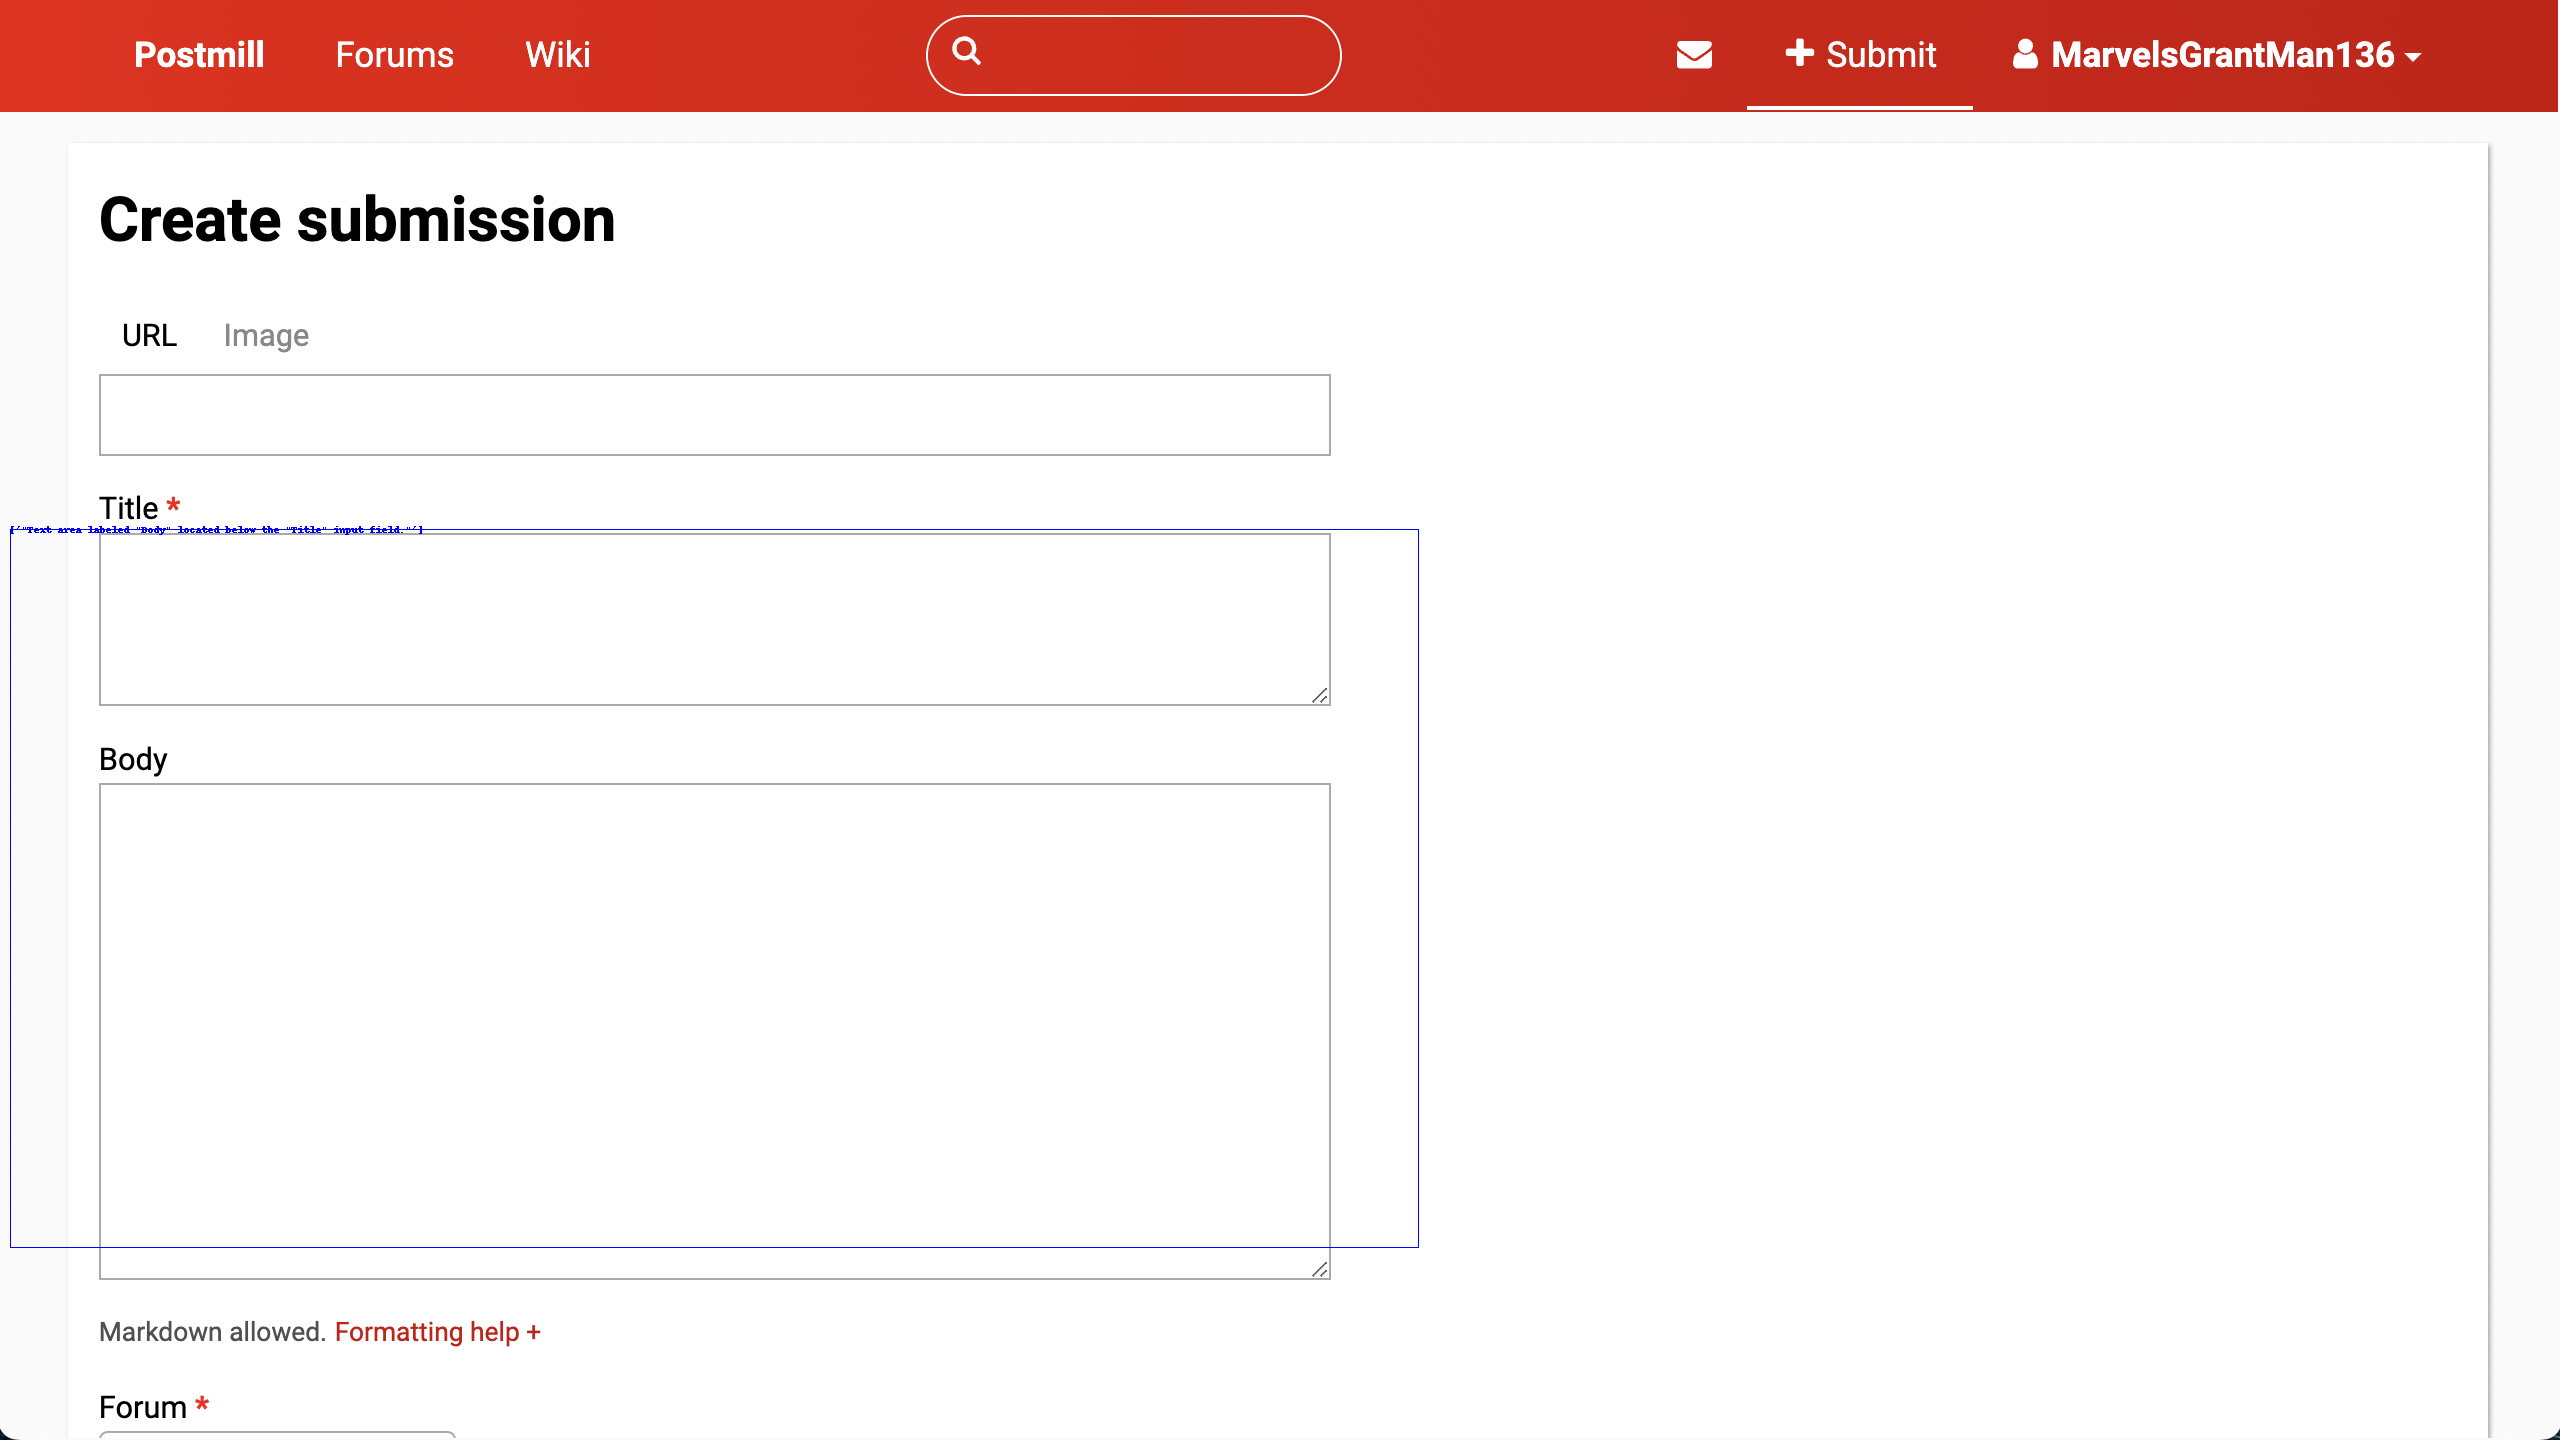 Postmill Forums Wiki Submit MarvelsGrantMan136
Create submission
URL Image
Title *
['"Text area labeled "Body" located below the "Title" input field."']
Body
Markdown allowed. Formatting help +
Forum *